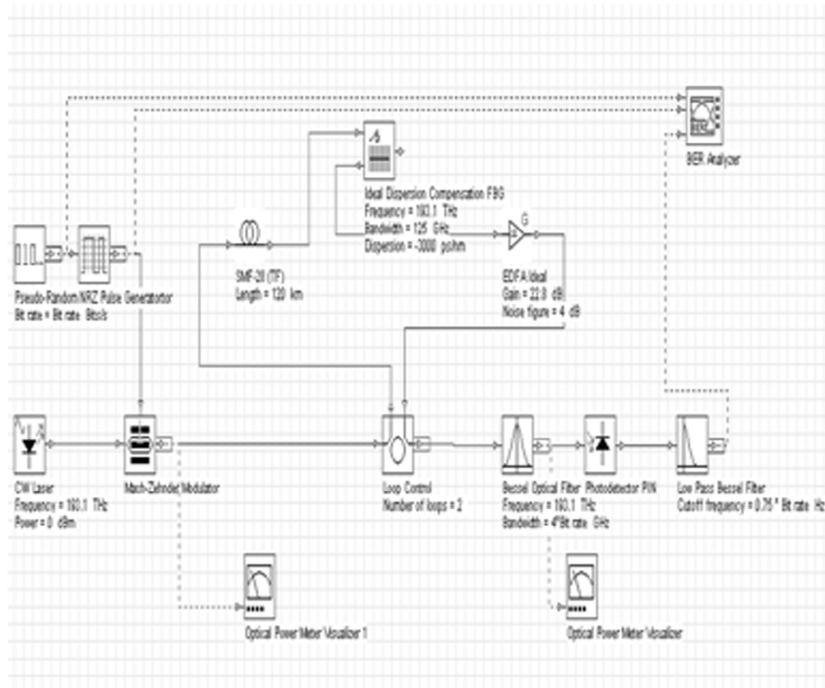 BER Analyzer
Ideal Dispersion Compensation FBG
Frequency = 193.1 THz
Bandwidth = 125 GHz
Dispersion = -3000 ps/nm
G
SMF-28 (TF)
Length = 120 km
EDFA Ideal
Gain = 22.8 dB
Noise figure = 4 dB
Pseudo-Random NRZ Pulse Generatortor
Bit rate = Bit rate Bits/s
CW Laser
Frequency = 193.1 THz
Power = 0 dBm
Mach-Zehnder Modulator
Loop Control
Number of loops = 2
Bessel Optical Filter
Frequency = 193.1 THz
Bandwidth = 4*Bit rate GHz
Photodetector PIN
Low Pass Bessel Filter
Cutoff frequency = 0.75 * Bit rate Hz
Optical Power Meter Visualizer 1
Optical Power Meter Visualizer